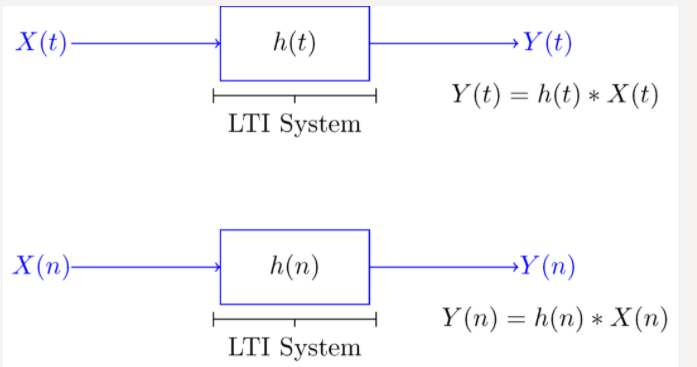 X(t) h(t) Y(t)
Y(t) = h(t) ∗ X(t)
LTI System
X(n) h(n) Y(n)
Y(n) = h(n) ∗ X(n)
LTI System